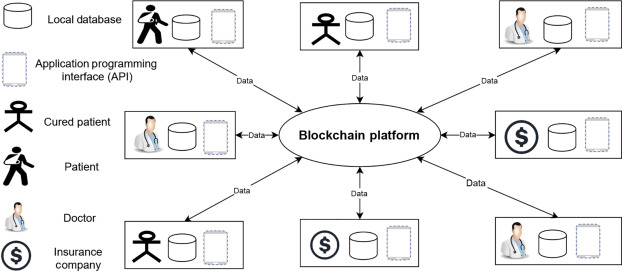 Local database
Application programming
interface (API)
Cured patient
Patient
Doctor
Insurance
company
Data
Data
Data
Data
Blockchain platform
Data
Data
Data
Data